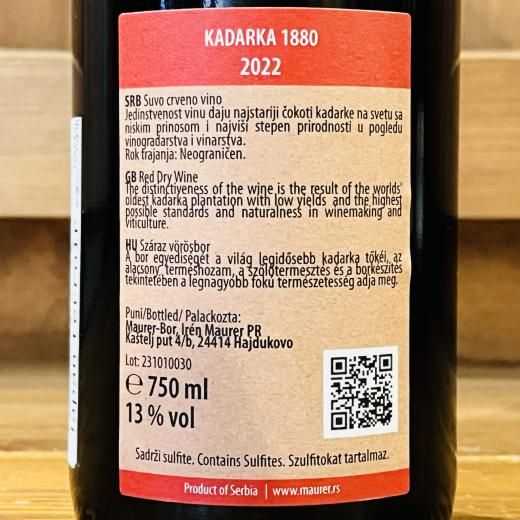 KADARKA 1880
2022
SRB Suvo crveno vino
Jedinstvenost vinu daju najstariji čokoti kadarke na svetu sa
niskim prinosom i najviši stepen prirodnosti u pogledu
vinogradarstva i vinarstva.
Rok trajanja: Neograničen.
GB Red Dry Wine
The distinctiveness of the wine is the result of the worlds'
oldest kadarka plantation with low yields and the highest
possible standards and naturalness in winemaking and
viticulture.
HU Száraz vörösbor
A bor egyediségét a világ legidősebb kadarka tőkéi, az
alacsony terméshozam, a szőlőtermesztés és a borkészítés
tekintetében a legnagyobb fokú természetesség adja meg.
Puni/Bottled/ Palackozta:
Maurer-Bor, Irén Maurer PR
Kaštelj put 4/b, 24414 Hajdukovo
Lot: 231010030
℮ 750 ml
13 % vol
Sadrži sulfite. Contains Sulfites. Szulfitokat tartalmaz.
Product of Serbia | www.maurer.rs